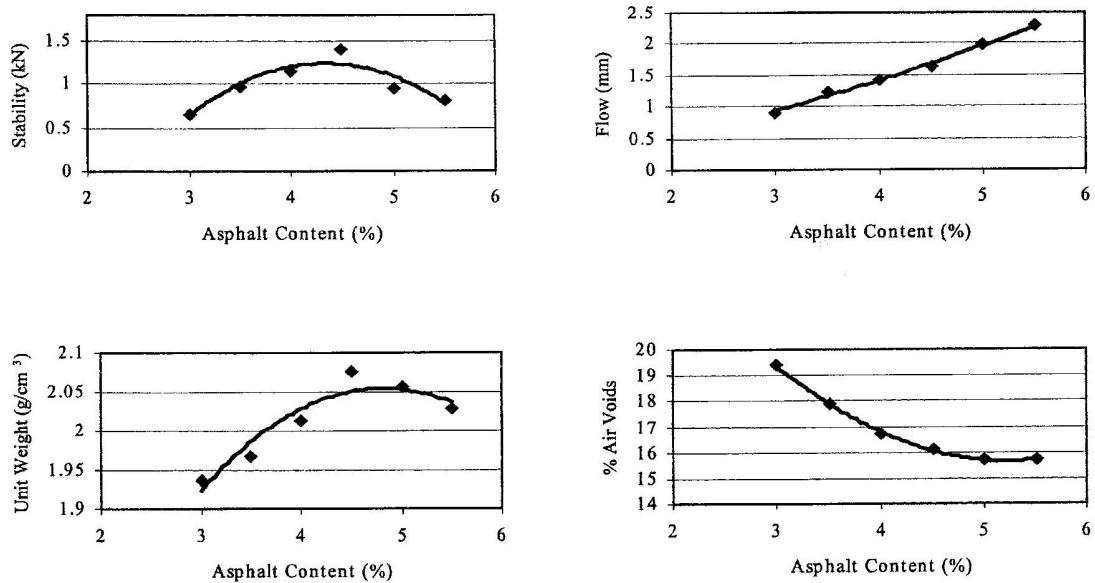 Stability (kN)
1.5
1
0.5
0
2 3 4 5 6
Asphalt Content (%)
Flow (mm)
2.5
2
1.5
1
0.5
0
2 3 4 5 6
Asphalt Content (%)
Unit Weight (g/cm ³)
2.1
2.05
2
1.95
1.9
2 3 4 5 6
Asphalt Content (%)
% Air Voids
20
19
18
17
16
15
14
2 3 4 5 6
Asphalt Content (%)